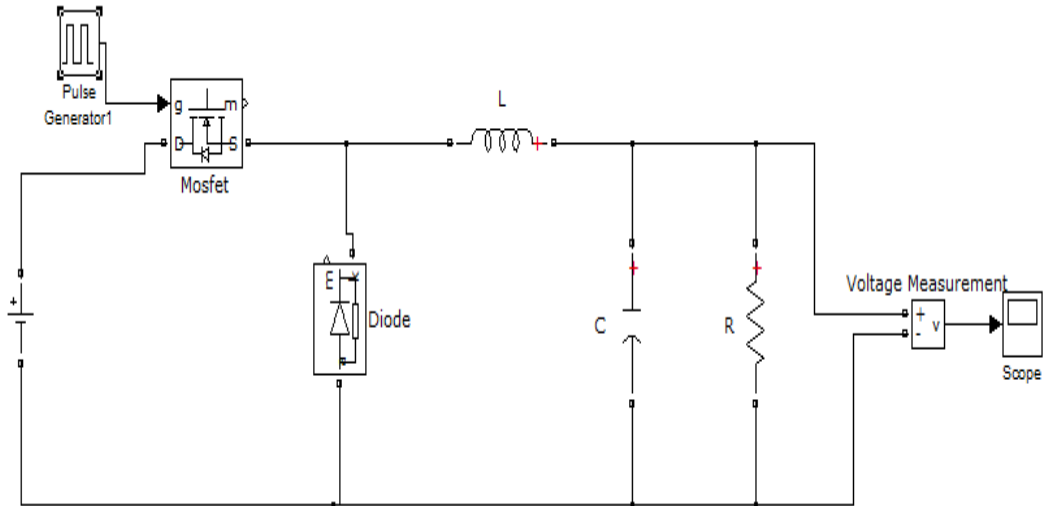 Pulse
Generator1
g m
D S
Mosfet
L
E
Diode
C
R
Voltage Measurement
+
- v
Scope